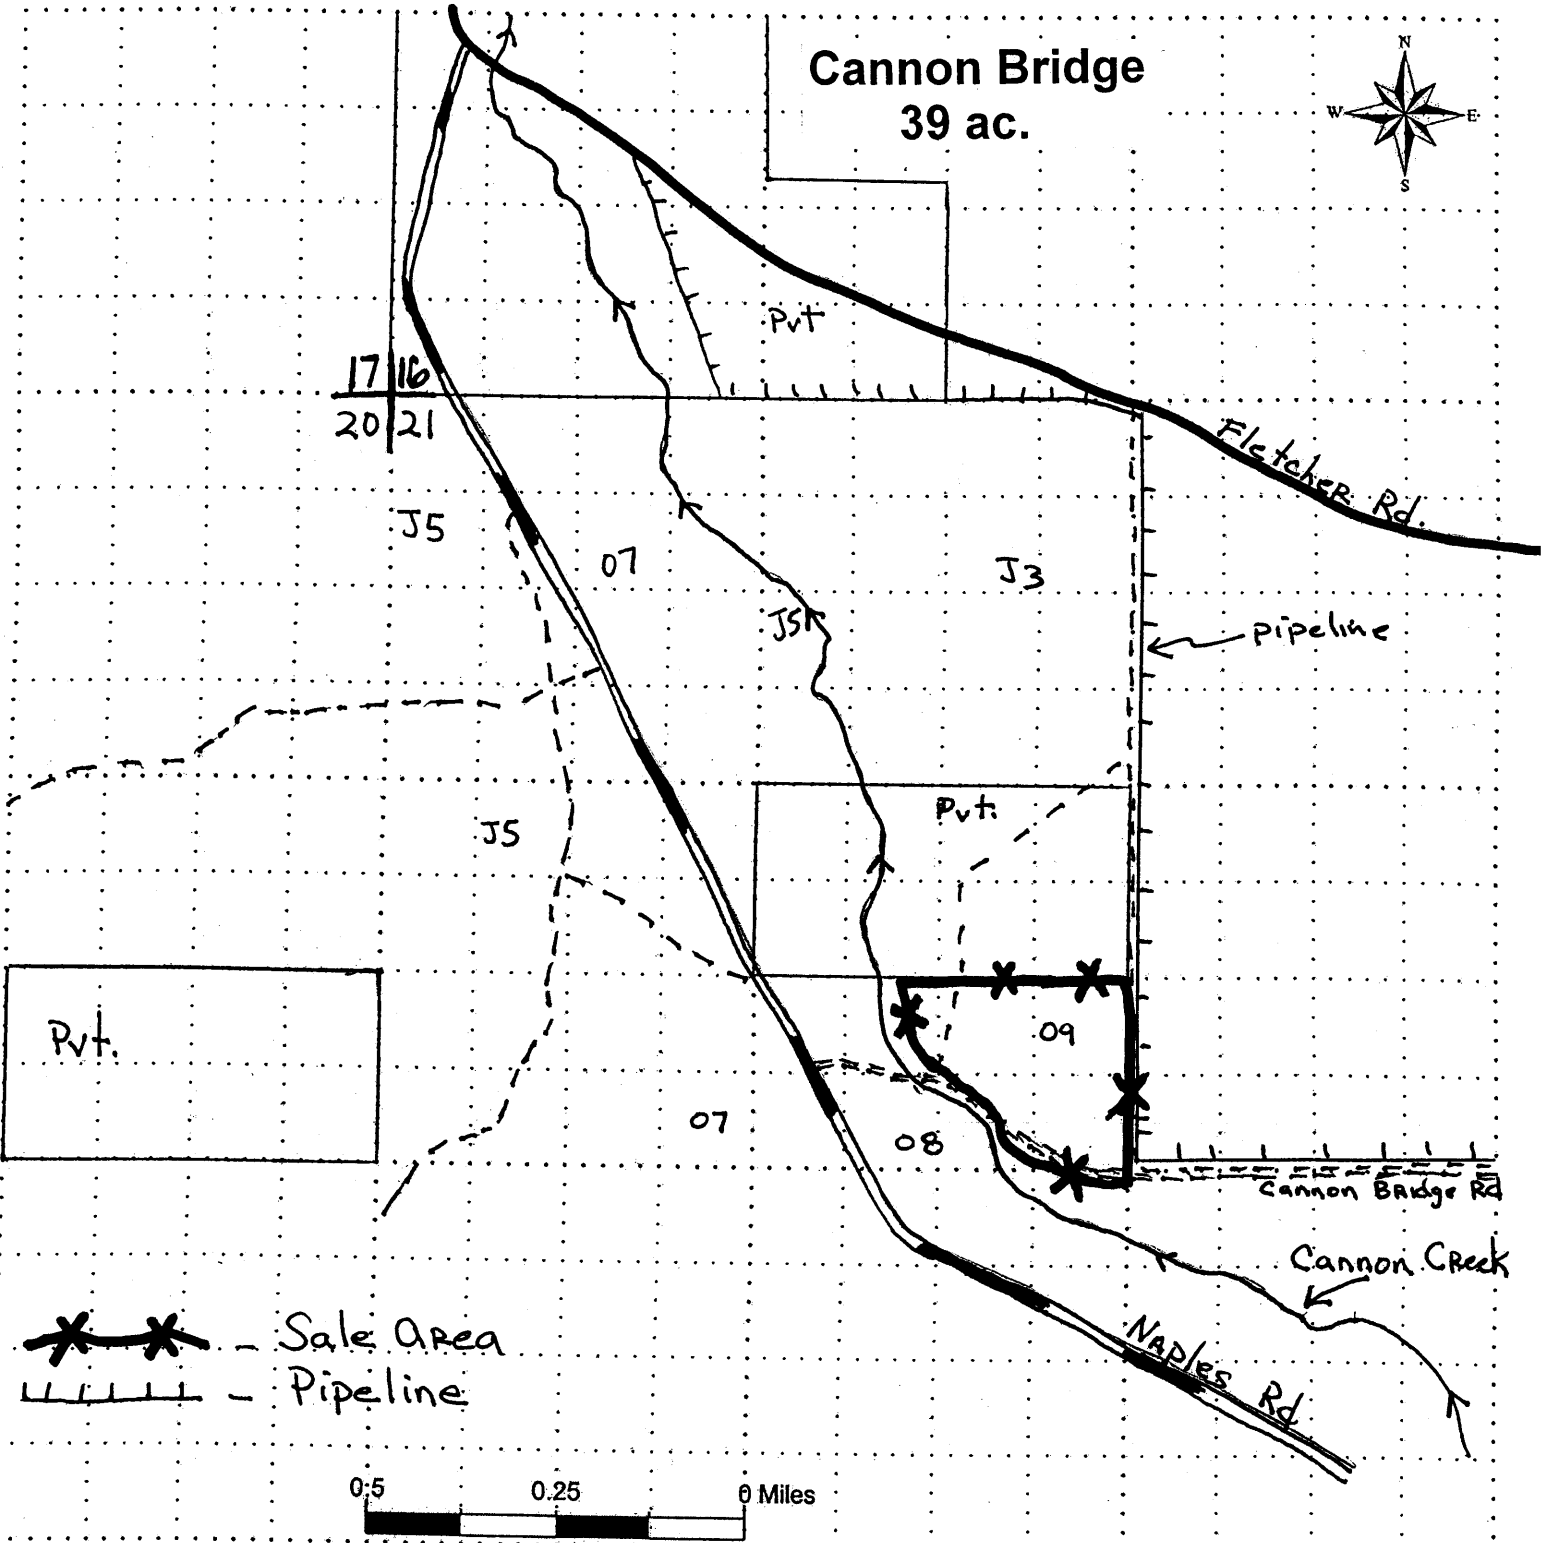 Cannon Bridge
39 ac.
N
W E
S
Pvt
17 16
20 21
Fletcher Rd.
J5
07
J3
J5
pipeline
Pvt.
J5
Pvt.
09
07
08
Cannon Bridge Rd
Cannon Creek
Naples Rd
- Sale Area
- Pipeline
0.5 0.25 0 Miles